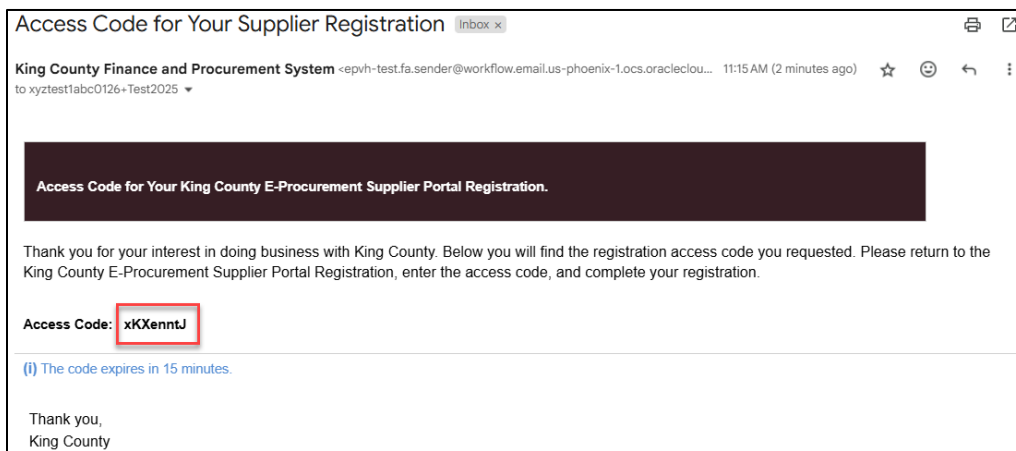 Access Code for Your Supplier Registration Inbox ×
King County Finance and Procurement System <epvh-test.fa.sender@workflow.email.us-phoenix-1.ocs.oracleclou... 11:15 AM (2 minutes ago)
to xyztest1abc0126+Test2025
Access Code for Your King County E-Procurement Supplier Portal Registration.
Thank you for your interest in doing business with King County. Below you will find the registration access code you requested. Please return to the
King County E-Procurement Supplier Portal Registration, enter the access code, and complete your registration.
Access Code: xKXenntJ
(i) The code expires in 15 minutes.
Thank you,
King County